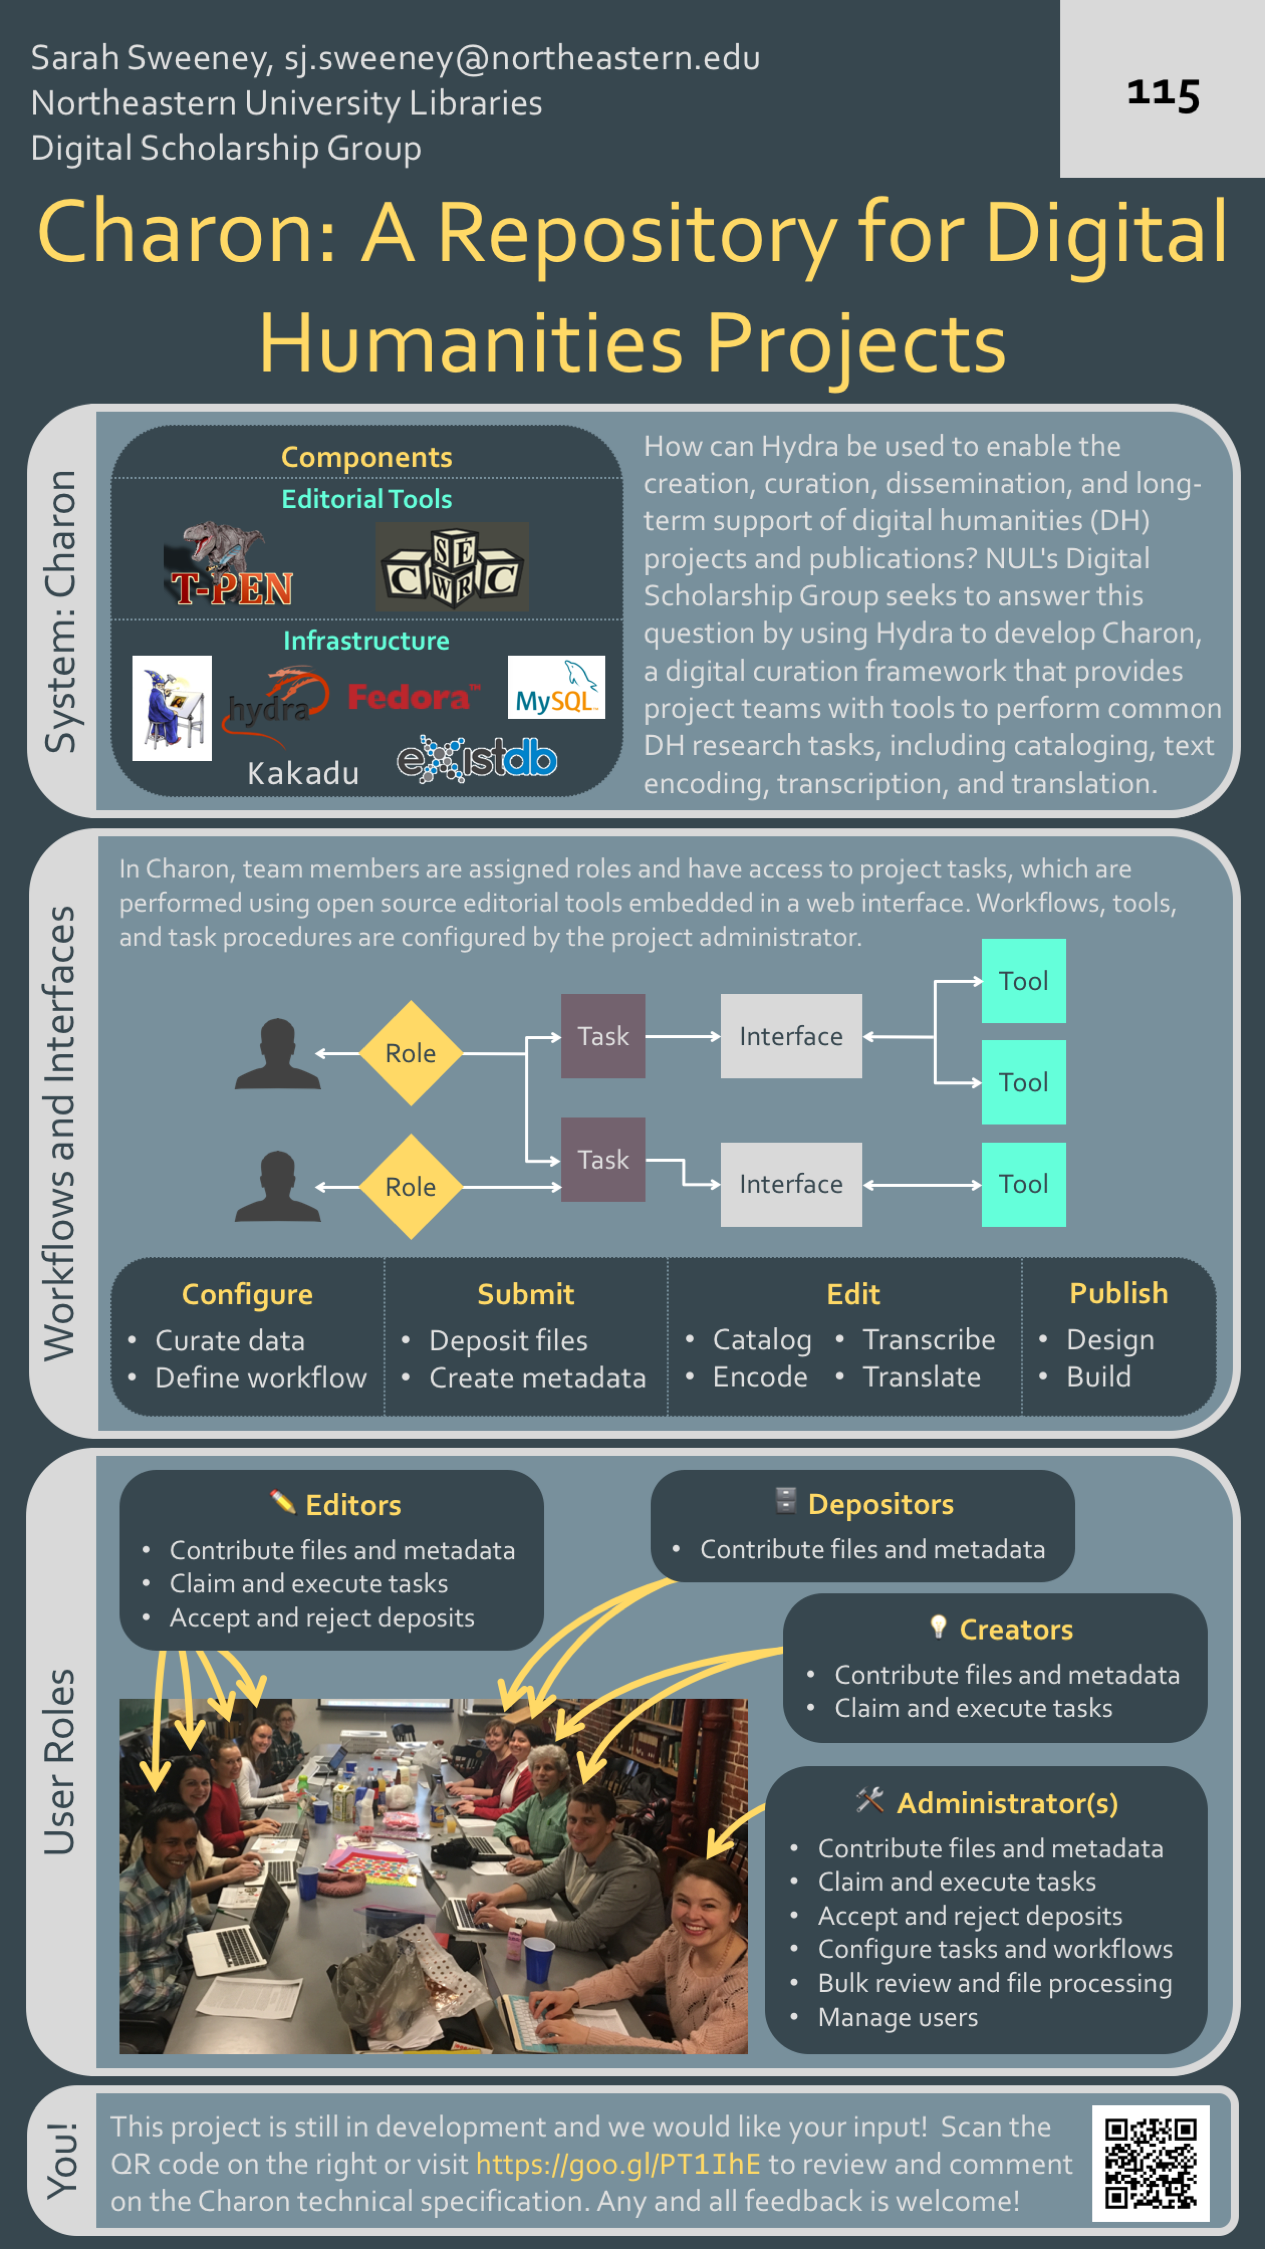 Sarah Sweeney, sj.sweeney@northeastern.edu
Northeastern University Libraries
Digital Scholarship Group
115
Charon: A Repository for Digital
Humanities Projects
System: Charon
Components
Editorial Tools
T-PEN
CWRC
SE
Infrastructure
hydra
Fedora™
MySQL™
Kakadu
eXistdb
How can Hydra be used to enable the
creation, curation, dissemination, and long-
term support of digital humanities (DH)
projects and publications? NUL's Digital
Scholarship Group seeks to answer this
question by using Hydra to develop Charon,
a digital curation framework that provides
project teams with tools to perform common
DH research tasks, including cataloging, text
encoding, transcription, and translation.
Workflows and Interfaces
In Charon, team members are assigned roles and have access to project tasks, which are
performed using open source editorial tools embedded in a web interface. Workflows, tools,
and task procedures are configured by the project administrator.
Role
Task
Interface
Tool
Tool
Role
Task
Interface
Tool
Configure
• Curate data
• Define workflow
Submit
• Deposit files
• Create metadata
Edit
• Catalog • Transcribe
• Encode • Translate
Publish
• Design
• Build
User Roles
Editors
• Contribute files and metadata
• Claim and execute tasks
• Accept and reject deposits
Depositors
• Contribute files and metadata
Creators
• Contribute files and metadata
• Claim and execute tasks
Administrator(s)
• Contribute files and metadata
• Claim and execute tasks
• Accept and reject deposits
• Configure tasks and workflows
• Bulk review and file processing
• Manage users
You!
This project is still in development and we would like your input! Scan the
QR code on the right or visit https://goo.gl/PT1IhE to review and comment
on the Charon technical specification. Any and all feedback is welcome!